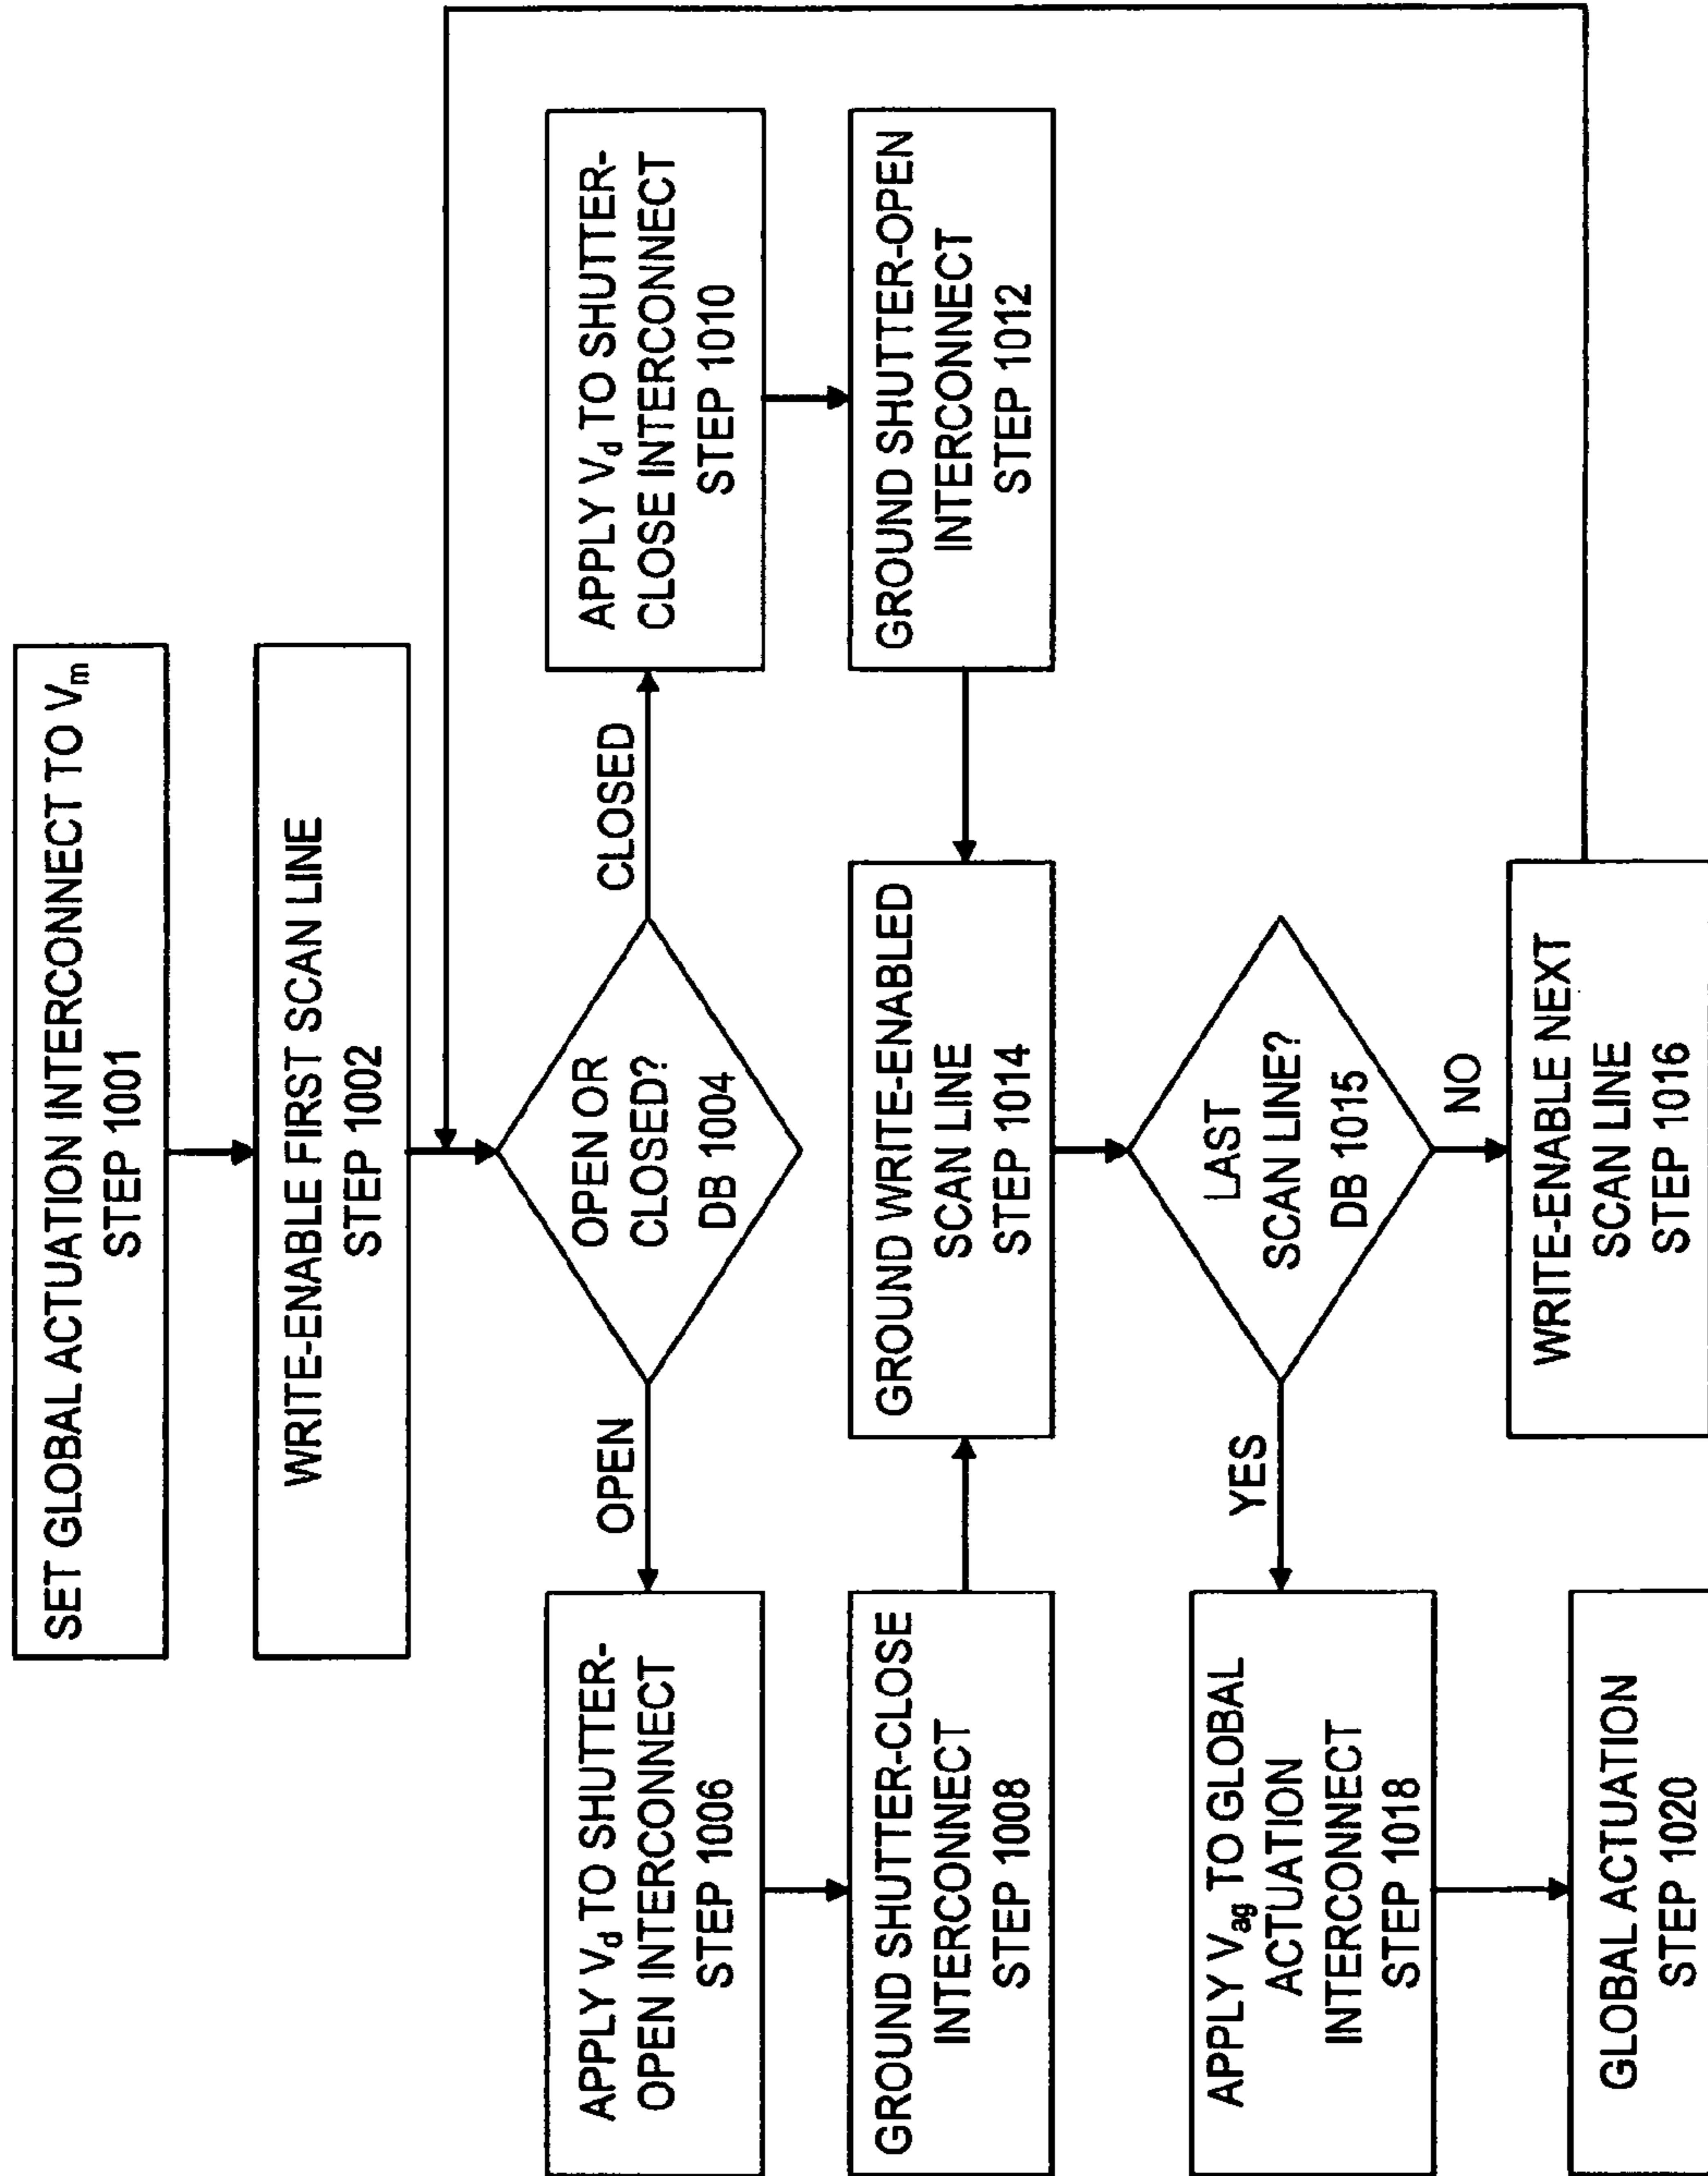 SET GLOBAL ACTUATION INTERCONNECT TO Vm
STEP 1001
WRITE-ENABLE FIRST SCAN LINE
STEP 1002
OPEN OR
CLOSED?
DB 1004
OPEN
CLOSED
APPLY Vd TO SHUTTER-
OPEN INTERCONNECT
STEP 1006
APPLY Vd TO SHUTTER-
CLOSE INTERCONNECT
STEP 1010
GROUND SHUTTER-CLOSE
INTERCONNECT
STEP 1008
GROUND WRITE-ENABLED
SCAN LINE
STEP 1014
GROUND SHUTTER-OPEN
INTERCONNECT
STEP 1012
LAST
SCAN LINE?
DB 1015
YES
NO
APPLY Vag TO GLOBAL
ACTUATION
INTERCONNECT
STEP 1018
WRITE-ENABLE NEXT
SCAN LINE
STEP 1016
GLOBAL ACTUATION
STEP 1020